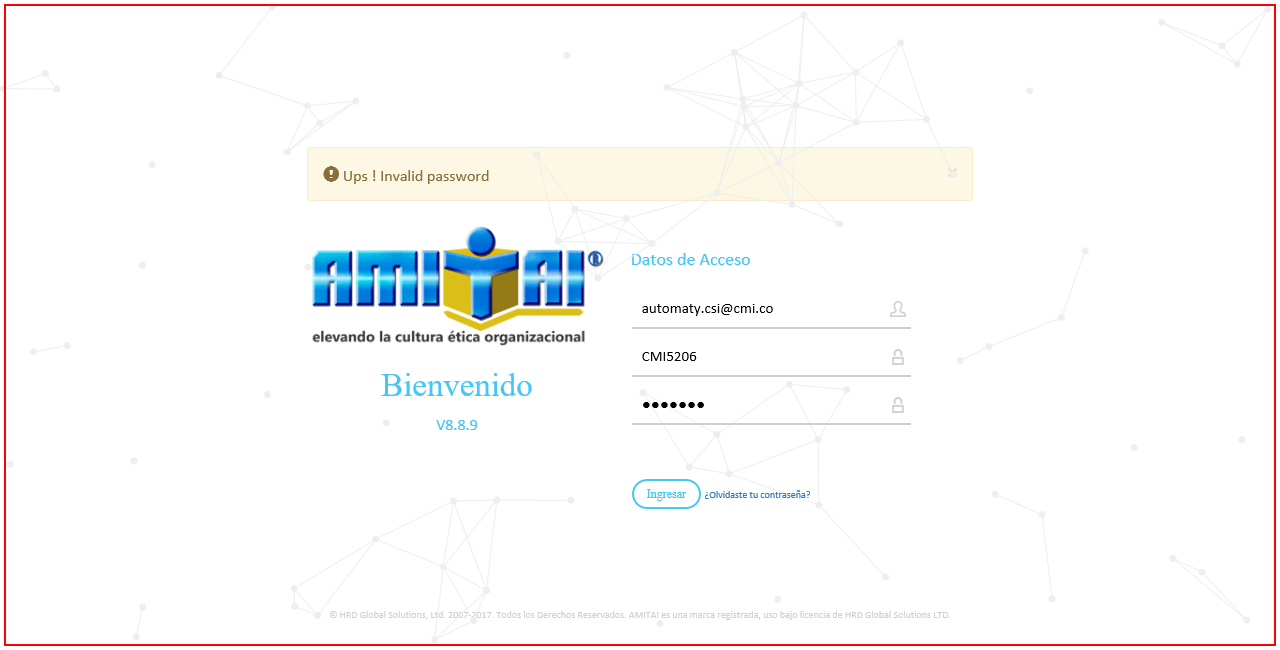 Ups ! Invalid password
AMITAI®
elevando la cultura ética organizacional
Bienvenido
V8.8.9
Datos de Acceso
automaty.csi@cmi.co
CMI5206
•••••••
Ingresar ¿Olvidaste tu contraseña?
© HRD Global Solutions, Ltd. 2007-2017. Todos los Derechos Reservados. AMITAI es una marca registrada, uso bajo licencia de HRD Global Solutions LTD.